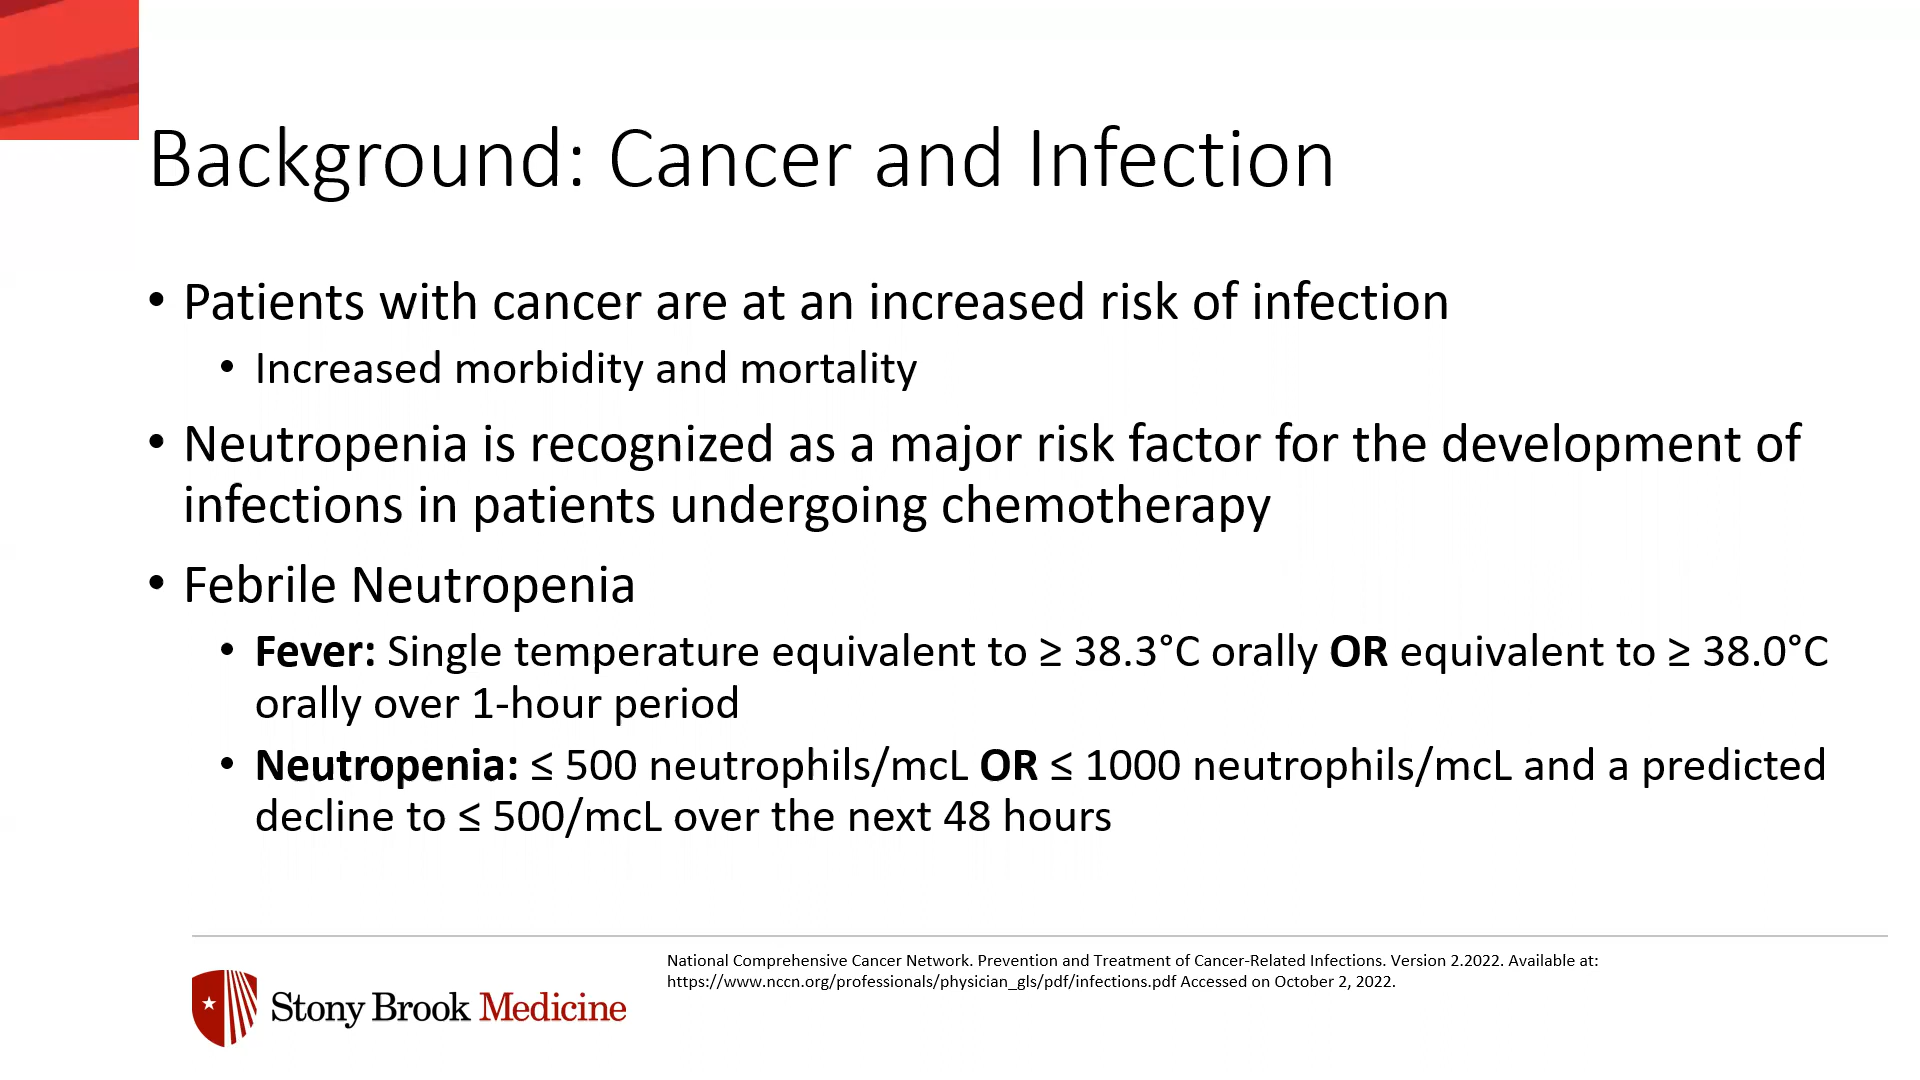 Background: Cancer and Infection
• Patients with cancer are at an increased risk of infection
• Increased morbidity and mortality
• Neutropenia is recognized as a major risk factor for the development of
infections in patients undergoing chemotherapy
• Febrile Neutropenia
• Fever: Single temperature equivalent to ≥ 38.3°C orally OR equivalent to ≥ 38.0°C
orally over 1-hour period
• Neutropenia: ≤ 500 neutrophils/mcL OR ≤ 1000 neutrophils/mcL and a predicted
decline to ≤ 500/mcL over the next 48 hours
National Comprehensive Cancer Network. Prevention and Treatment of Cancer-Related Infections. Version 2.2022. Available at:
https://www.nccn.org/professionals/physician_gls/pdf/infections.pdf Accessed on October 2, 2022.
Stony Brook Medicine